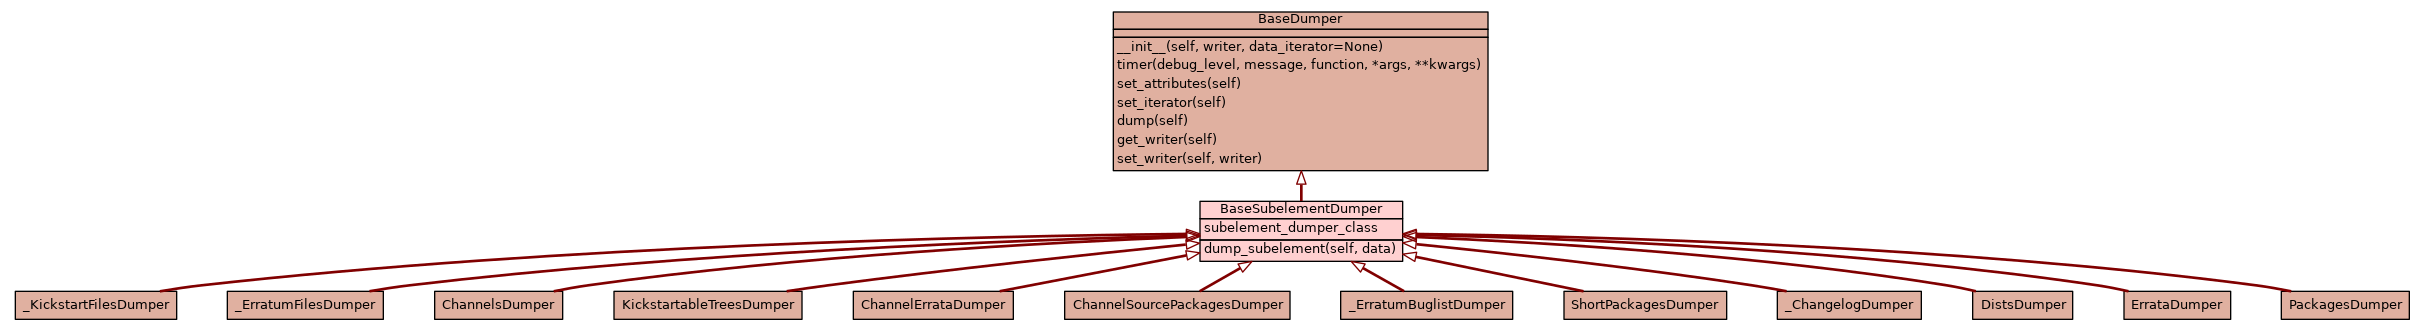 BaseDumper
__init__(self, writer, data_iterator=None)
timer(debug_level, message, function, *args, **kwargs)
set_attributes(self)
set_iterator(self)
dump(self)
get_writer(self)
set_writer(self, writer)
BaseSubelementDumper
subelement_dumper_class
dump_subelement(self, data)
_KickstartFilesDumper
_ErratumFilesDumper
ChannelsDumper
KickstartableTreesDumper
ChannelErrataDumper
ChannelSourcePackagesDumper
_ErratumBuglistDumper
ShortPackagesDumper
_ChangelogDumper
DistsDumper
ErrataDumper
PackagesDumper